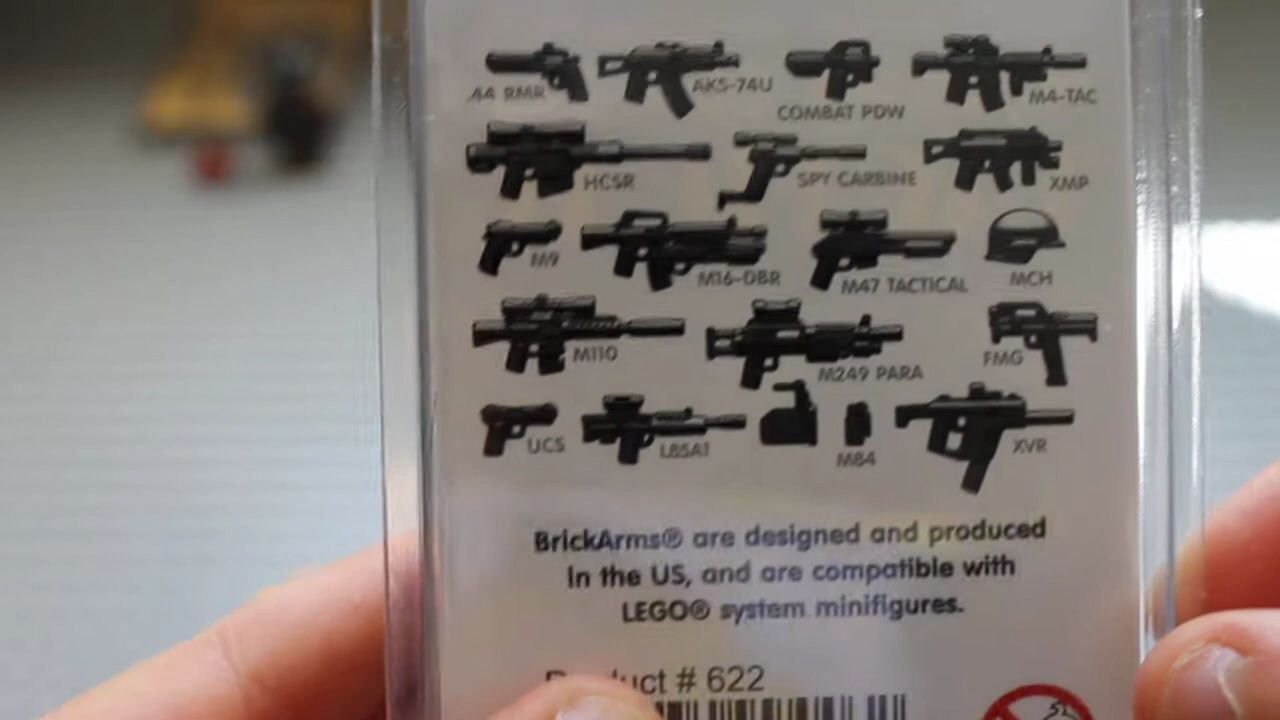 .44 RMR AKS-74U COMBAT PDW M4-TAC
HCSR SPY CARBINE XMP
M9 M16-DBR M47 TACTICAL MCH
M110 M249 PARA FMG
UCS L85A1 M84 XVR
BrickArms® are designed and produced
in the US, and are compatible with
LEGO® system minifigures.
# 622